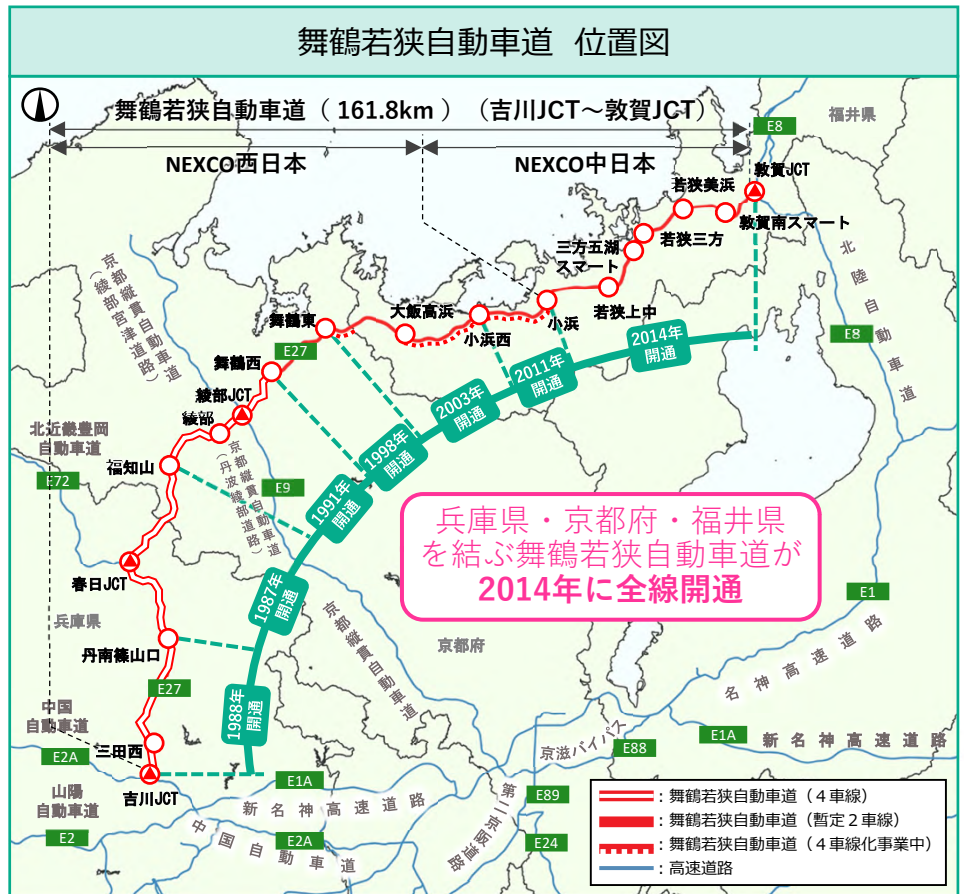 舞鶴若狭自動車道 位置図
舞鶴若狭自動車道（161.8km）（吉川JCT～敦賀JCT）
NEXCO西日本
NEXCO中日本
福井県
E8
敦賀JCT
若狭美浜
敦賀南スマート
若狭三方
三方五湖
スマート
若狭上中
小浜
小浜西
大飯高浜
舞鶴東
E27
舞鶴西
綾部JCT
綾部
京都縦貫自動車道
(綾部宮津道路)
北陸自動車道
E8
北近畿豊岡
自動車道
福知山
E72
京都縦貫自動車道
(丹波綾部道路)
E9
2014年
開通
2011年
開通
2003年
開通
1998年
開通
1991年
開通
1987年
開通
1988年
開通
兵庫県・京都府・福井県
を結ぶ舞鶴若狭自動車道が
2014年に全線開通
春日JCT
兵庫県
丹南篠山口
E27
京都縦貫自動車道
京都府
E1
名神高速道路
中国
自動車道
三田西
E2A
吉川JCT
山陽
自動車道
E2
E1A
新名神高速道路
E2A
中国自動車道
京滋バイパス
E88
E1A
新名神高速道路
第二京阪道路
E89
E24
：舞鶴若狭自動車道（４車線）
：舞鶴若狭自動車道（暫定２車線）
：舞鶴若狭自動車道（４車線化事業中）
：高速道路